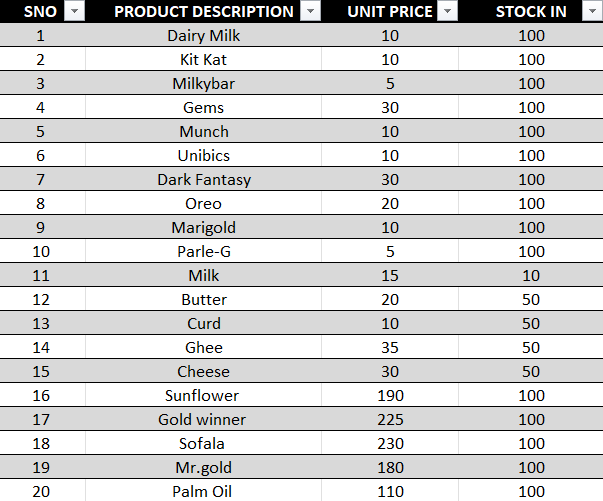 SNO PRODUCT DESCRIPTION UNIT PRICE STOCK IN
1 Dairy Milk 10 100
2 Kit Kat 10 100
3 Milkybar 5 100
4 Gems 30 100
5 Munch 10 100
6 Unibics 10 100
7 Dark Fantasy 30 100
8 Oreo 20 100
9 Marigold 10 100
10 Parle-G 5 100
11 Milk 15 10
12 Butter 20 50
13 Curd 10 50
14 Ghee 35 50
15 Cheese 30 50
16 Sunflower 190 100
17 Gold winner 225 100
18 Sofala 230 100
19 Mr.gold 180 100
20 Palm Oil 110 100